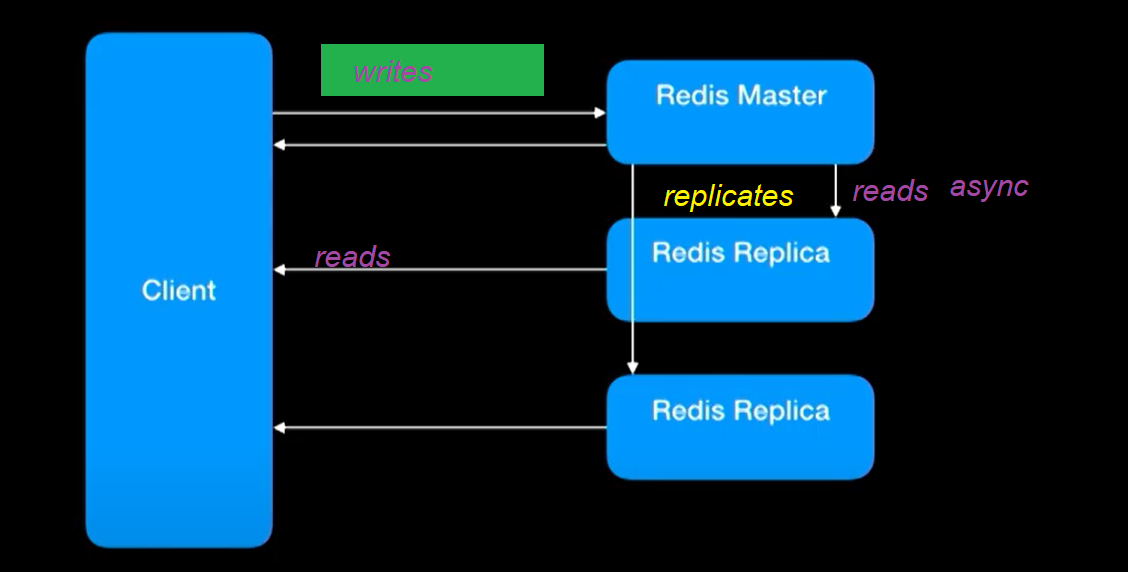 writes
Redis Master
replicates
reads async
Redis Replica
reads
Client
Redis Replica